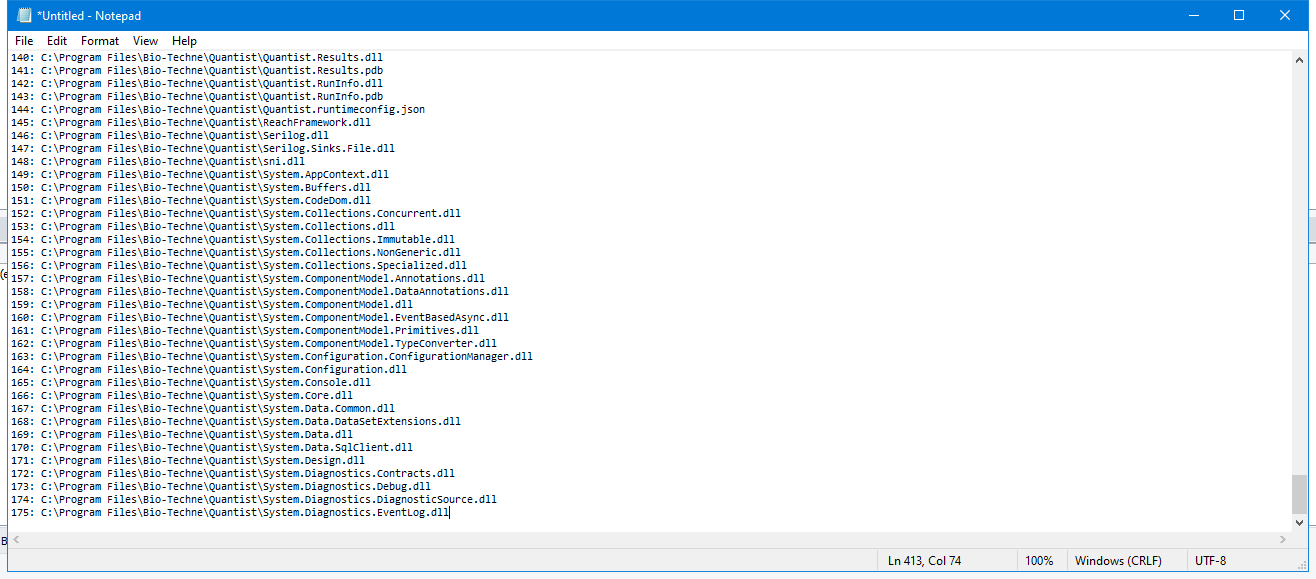 *Untitled - Notepad
File Edit Format View Help
140: C:\Program Files\Bio-Techne\Quantist\Quantist.Results.dll
141: C:\Program Files\Bio-Techne\Quantist\Quantist.Results.pdb
142: C:\Program Files\Bio-Techne\Quantist\Quantist.RunInfo.dll
143: C:\Program Files\Bio-Techne\Quantist\Quantist.RunInfo.pdb
144: C:\Program Files\Bio-Techne\Quantist\Quantist.runtimeconfig.json
145: C:\Program Files\Bio-Techne\Quantist\ReachFramework.dll
146: C:\Program Files\Bio-Techne\Quantist\Serilog.dll
147: C:\Program Files\Bio-Techne\Quantist\Serilog.Sinks.File.dll
148: C:\Program Files\Bio-Techne\Quantist\sni.dll
149: C:\Program Files\Bio-Techne\Quantist\System.AppContext.dll
150: C:\Program Files\Bio-Techne\Quantist\System.Buffers.dll
151: C:\Program Files\Bio-Techne\Quantist\System.CodeDom.dll
152: C:\Program Files\Bio-Techne\Quantist\System.Collections.Concurrent.dll
153: C:\Program Files\Bio-Techne\Quantist\System.Collections.dll
154: C:\Program Files\Bio-Techne\Quantist\System.Collections.Immutable.dll
155: C:\Program Files\Bio-Techne\Quantist\System.Collections.NonGeneric.dll
156: C:\Program Files\Bio-Techne\Quantist\System.Collections.Specialized.dll
157: C:\Program Files\Bio-Techne\Quantist\System.ComponentModel.Annotations.dll
158: C:\Program Files\Bio-Techne\Quantist\System.ComponentModel.DataAnnotations.dll
159: C:\Program Files\Bio-Techne\Quantist\System.ComponentModel.dll
160: C:\Program Files\Bio-Techne\Quantist\System.ComponentModel.EventBasedAsync.dll
161: C:\Program Files\Bio-Techne\Quantist\System.ComponentModel.Primitives.dll
162: C:\Program Files\Bio-Techne\Quantist\System.ComponentModel.TypeConverter.dll
163: C:\Program Files\Bio-Techne\Quantist\System.Configuration.ConfigurationManager.dll
164: C:\Program Files\Bio-Techne\Quantist\System.Configuration.dll
165: C:\Program Files\Bio-Techne\Quantist\System.Console.dll
166: C:\Program Files\Bio-Techne\Quantist\System.Core.dll
167: C:\Program Files\Bio-Techne\Quantist\System.Data.Common.dll
168: C:\Program Files\Bio-Techne\Quantist\System.Data.DataSetExtensions.dll
169: C:\Program Files\Bio-Techne\Quantist\System.Data.dll
170: C:\Program Files\Bio-Techne\Quantist\System.Data.SqlClient.dll
171: C:\Program Files\Bio-Techne\Quantist\System.Design.dll
172: C:\Program Files\Bio-Techne\Quantist\System.Diagnostics.Contracts.dll
173: C:\Program Files\Bio-Techne\Quantist\System.Diagnostics.Debug.dll
174: C:\Program Files\Bio-Techne\Quantist\System.Diagnostics.DiagnosticSource.dll
175: C:\Program Files\Bio-Techne\Quantist\System.Diagnostics.EventLog.dll
Ln 413, Col 74 100% Windows (CRLF) UTF-8